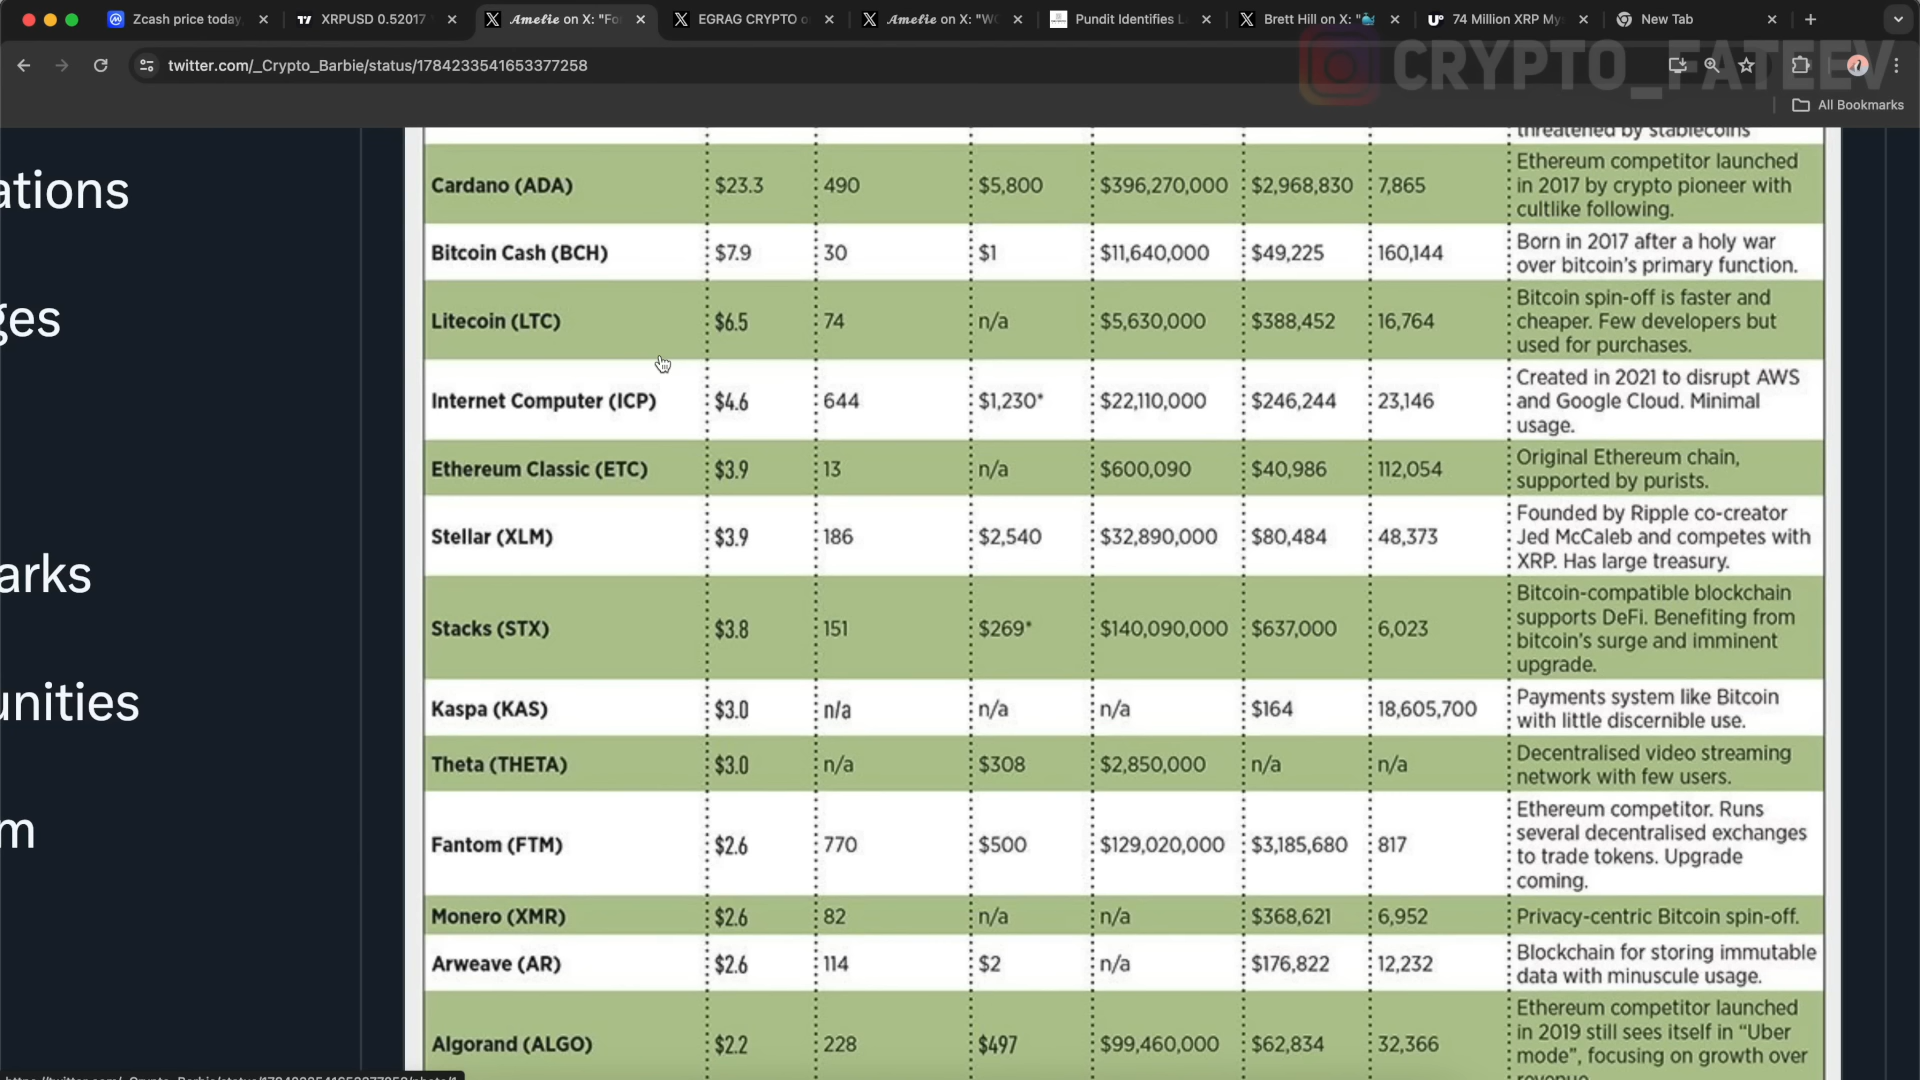 Zcash price today,
XRPUSD 0.52017
Amelie on X: "Fo
EGRAG CRYPTO o
Amelie on X: "W
Pundit Identifies L
Brett Hill on X: "🐳
74 Million XRP My
New Tab
twitter.com/_Crypto_Barbie/status/1784233541653377258
CRYPTO_FATEEV
All Bookmarks
ations
ges
arks
unities
m
threatened by stablecoins
Cardano (ADA) $23.3 490 $5,800 $396,270,000 $2,968,830 7,865 Ethereum competitor launched
in 2017 by crypto pioneer with
cultlike following.
Bitcoin Cash (BCH) $7.9 30 $1 $11,640,000 $49,225 160,144 Born in 2017 after a holy war
over bitcoin's primary function.
Litecoin (LTC) $6.5 74 n/a $5,630,000 $388,452 16,764 Bitcoin spin-off is faster and
cheaper. Few developers but
used for purchases.
Internet Computer (ICP) $4.6 644 $1,230* $22,110,000 $246,244 23,146 Created in 2021 to disrupt AWS
and Google Cloud. Minimal
usage.
Ethereum Classic (ETC) $3.9 13 n/a $600,090 $40,986 112,054 Original Ethereum chain,
supported by purists.
Stellar (XLM) $3.9 186 $2,540 $32,890,000 $80,484 48,373 Founded by Ripple co-creator
Jed McCaleb and competes with
XRP. Has large treasury.
Stacks (STX) $3.8 151 $269* $140,090,000 $637,000 6,023 Bitcoin-compatible blockchain
supports DeFi. Benefiting from
bitcoin's surge and imminent
upgrade.
Kaspa (KAS) $3.0 n/a n/a n/a $164 18,605,700 Payments system like Bitcoin
with little discernible use.
Theta (THETA) $3.0 n/a $308 $2,850,000 n/a n/a Decentralised video streaming
network with few users.
Fantom (FTM) $2.6 770 $500 $129,020,000 $3,185,680 817 Ethereum competitor. Runs
several decentralised exchanges
to trade tokens. Upgrade
coming.
Monero (XMR) $2.6 82 n/a n/a $368,621 6,952 Privacy-centric Bitcoin spin-off.
Arweave (AR) $2.6 114 $2 n/a $176,822 12,232 Blockchain for storing immutable
data with minuscule usage.
Algorand (ALGO) $2.2 228 $497 $99,460,000 $62,834 32,366 Ethereum competitor launched
in 2019 still sees itself in "Uber
mode", focusing on growth over
revenue